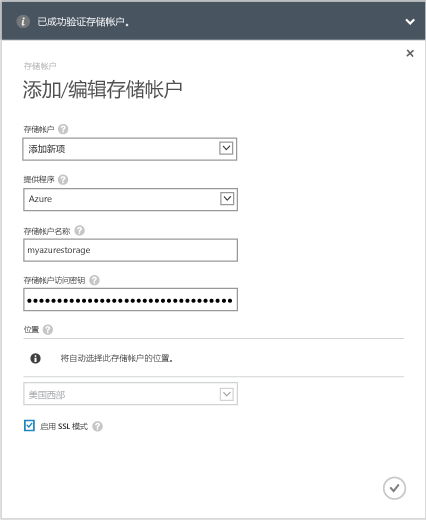 已成功验证存储帐户。
存储帐户
添加/编辑存储帐户
存储帐户
添加新项
提供程序
Azure
存储帐户名称
myazurestorage
存储帐户访问密钥
●●●●●●●●●●●●●●●●●●●●●●●●●●●●●●●●●●●●
位置
将自动选择此存储帐户的位置。
美国西部
启用 SSL 模式